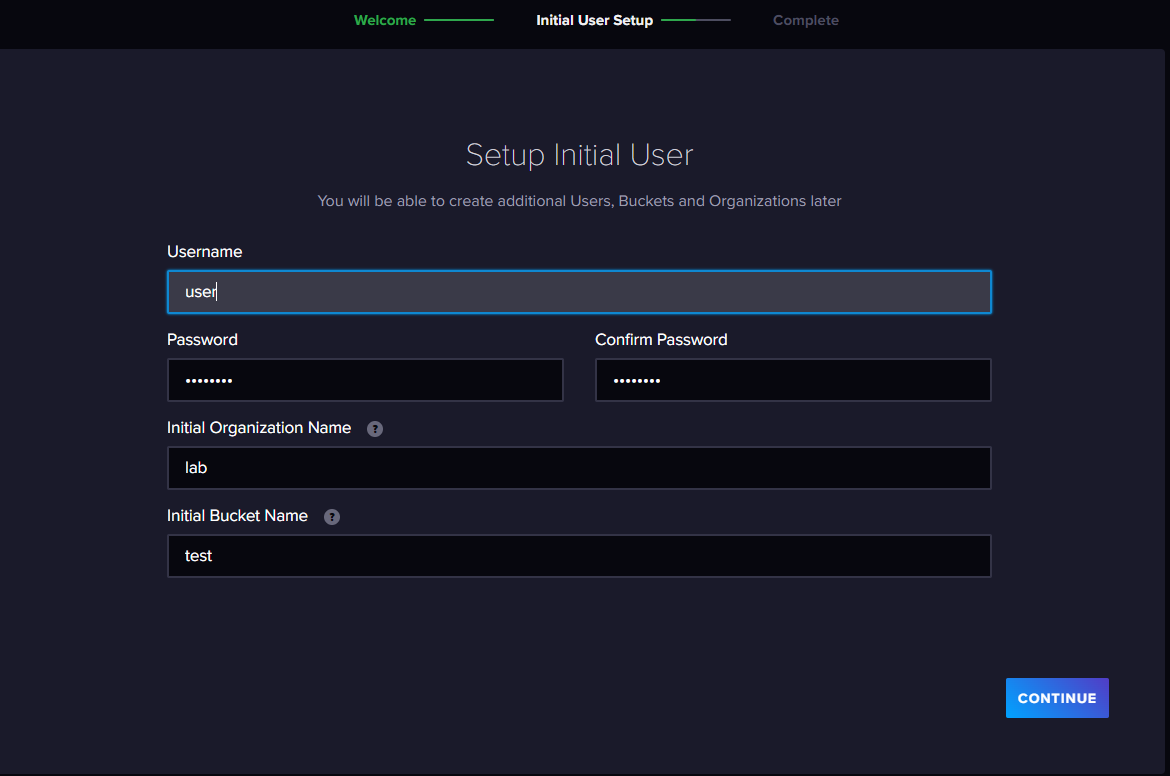 Welcome Initial User Setup Complete
Setup Initial User
You will be able to create additional Users, Buckets and Organizations later
Username
user
Password Confirm Password
•••••••• ••••••••
Initial Organization Name ?
lab
Initial Bucket Name ?
test
CONTINUE